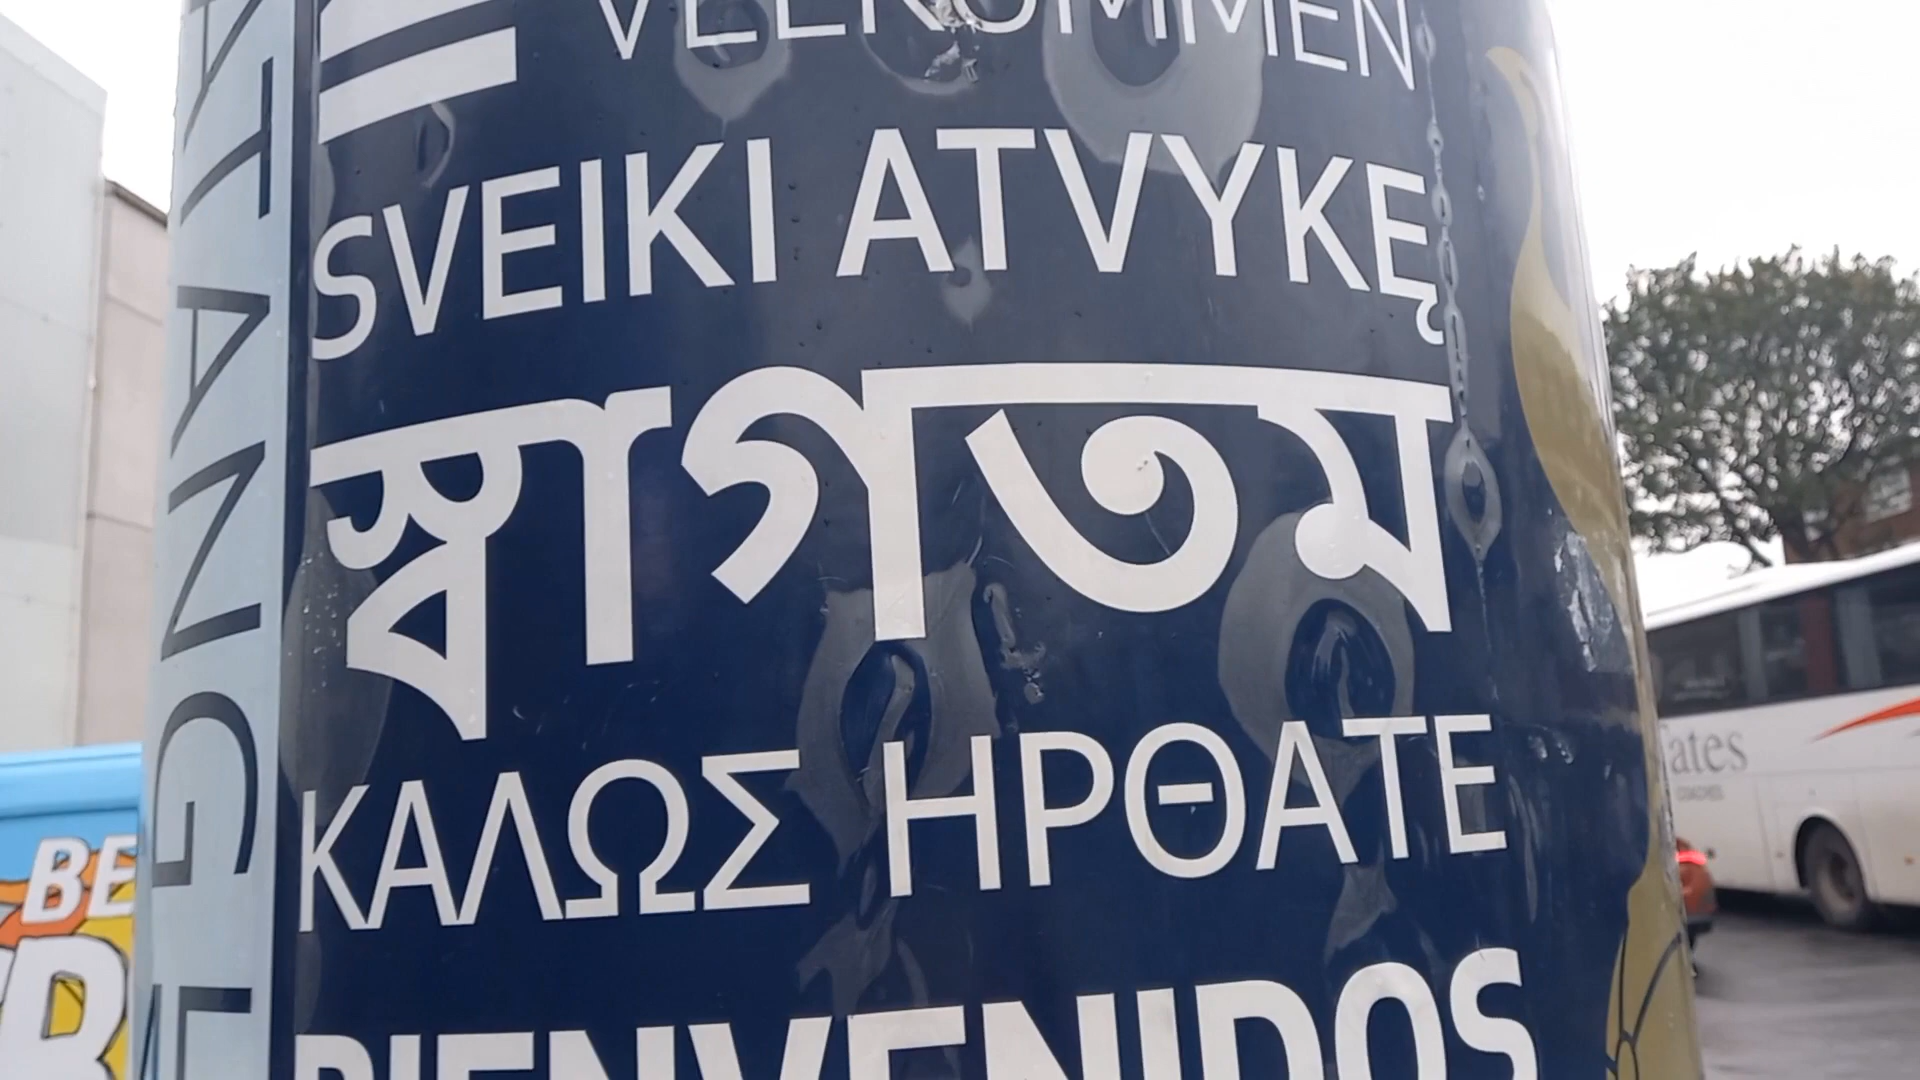 VELKOMMEN
SVEIKI ATVYKĘ
স্বাগতম
ΚΑΛΩΣ ΗΡΘΑΤΕ
BIENVENIDOS